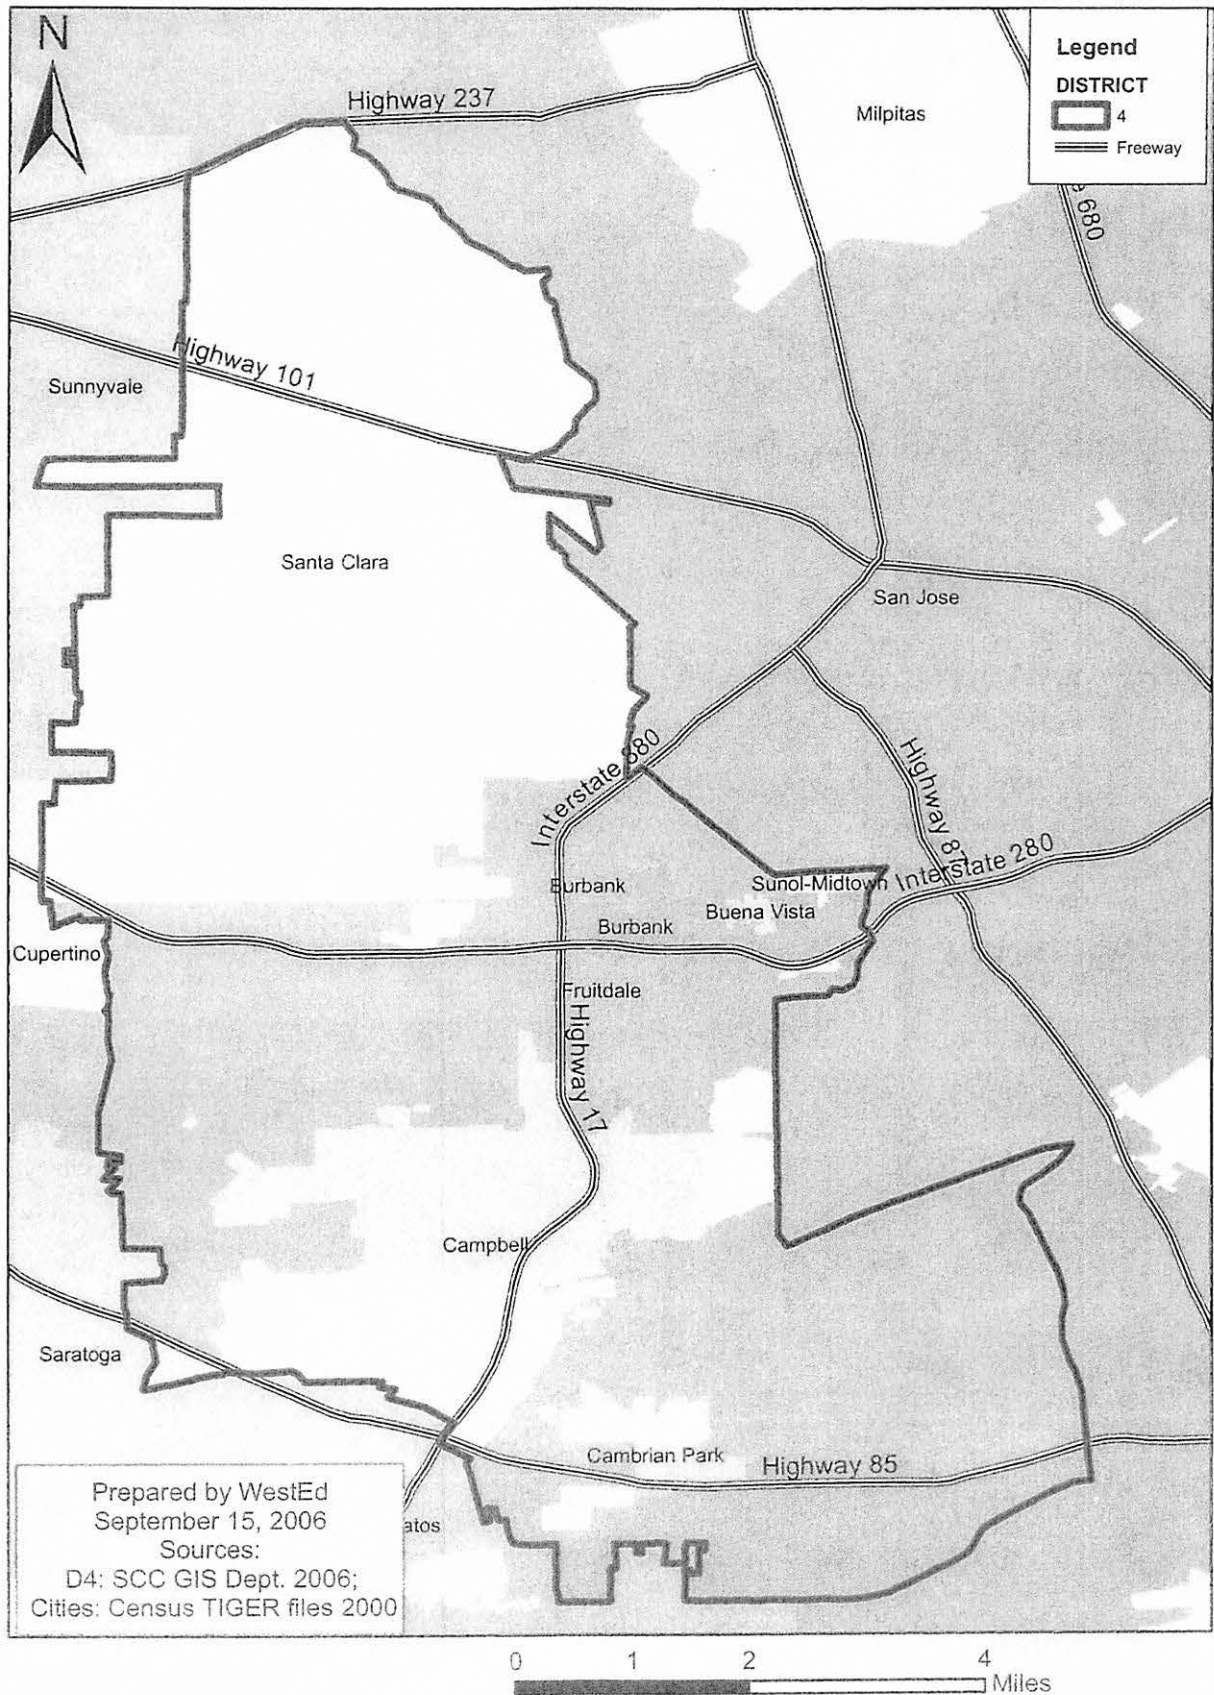 N
Highway 237
Milpitas
Legend
DISTRICT
4
Freeway
680
Highway 101
Sunnyvale
Santa Clara
San Jose
Interstate 880
Highway 87
Interstate 280
Burbank
Sunol-Midtown
Buena Vista
Burbank
Cupertino
Fruitdale
Highway 17
Campbell
Saratoga
Cambrian Park
Highway 85
atos
Prepared by WestEd
September 15, 2006
Sources:
D4: SCC GIS Dept. 2006;
Cities: Census TIGER files 2000
0 1 2 4
Miles